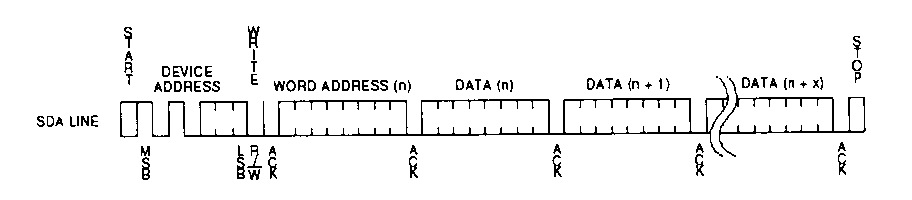 START
WRITE
STOP
DEVICE
ADDRESS
WORD ADDRESS (n)
DATA (n)
DATA (n + 1)
DATA (n + x)
SDA LINE
MSB
LSB
R/W
ACK
ACK
ACK
ACK
ACK